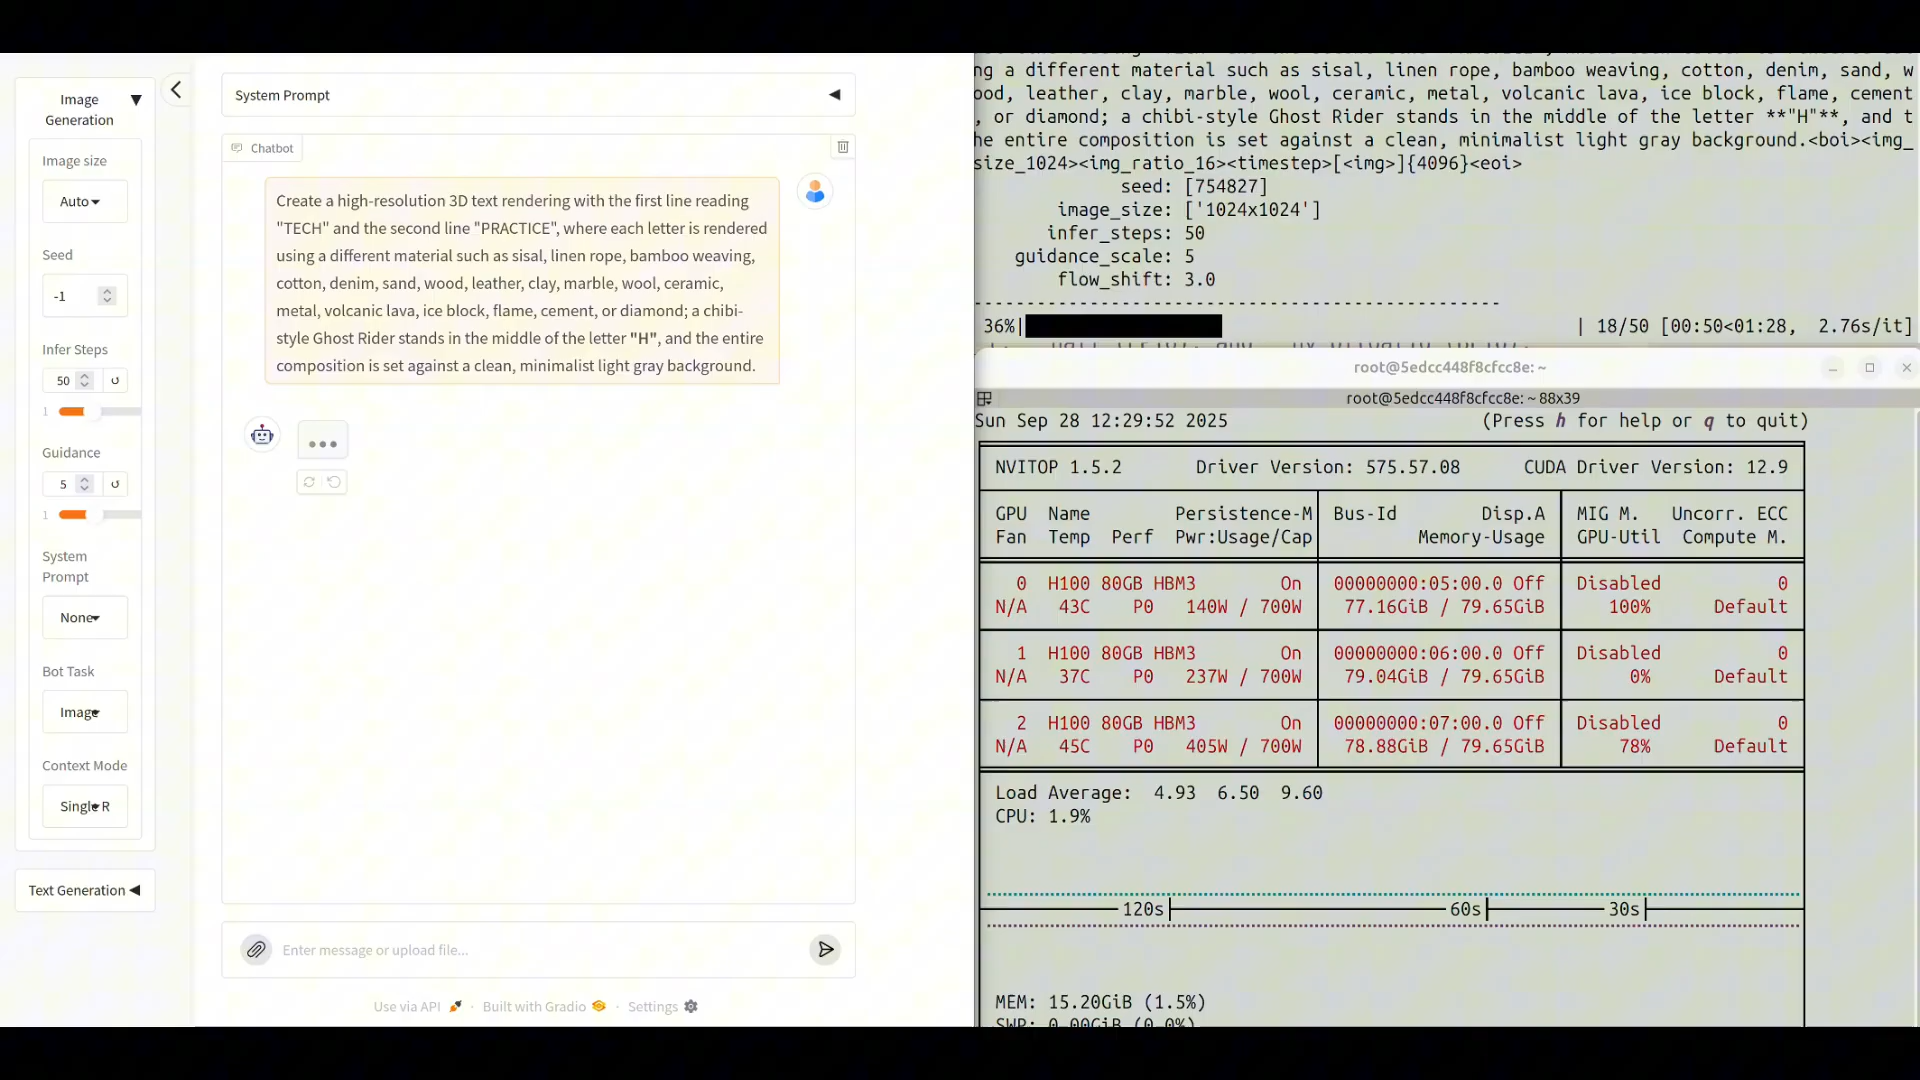 Image Generation ▼
Image size
Auto
Seed
-1
Infer Steps
50
1
Guidance
5
1
System Prompt
None
Bot Task
Image
Context Mode
Single R
Text Generation ◀
System Prompt
Chatbot
Create a high-resolution 3D text rendering with the first line reading
"TECH" and the second line "PRACTICE", where each letter is rendered
using a different material such as sisal, linen rope, bamboo weaving,
cotton, denim, sand, wood, leather, clay, marble, wool, ceramic,
metal, volcanic lava, ice block, flame, cement, or diamond; a chibi-
style Ghost Rider stands in the middle of the letter "H", and the entire
composition is set against a clean, minimalist light gray background.
Enter message or upload file...
Use via API · Built with Gradio · Settings
ng a different material such as sisal, linen rope, bamboo weaving, cotton, denim, sand, w
ood, leather, clay, marble, wool, ceramic, metal, volcanic lava, ice block, flame, cement
, or diamond; a chibi-style Ghost Rider stands in the middle of the letter **"H"**, and t
he entire composition is set against a clean, minimalist light gray background.<boi><img_
size_1024><img_ratio_16><timestep>[<img>]{4096}<eoi>
seed: [754827]
image_size: ['1024x1024']
infer_steps: 50
guidance_scale: 5
flow_shift: 3.0
------------------------------------------------------------
36%| | 18/50 [00:50<01:28, 2.76s/it]
root@5edcc448f8cfcc8e: ~
root@5edcc448f8cfcc8e: ~ 88x39
Sun Sep 28 12:29:52 2025 (Press h for help or q to quit)
NVITOP 1.5.2 Driver Version: 575.57.08 CUDA Driver Version: 12.9
GPU Name Persistence-M Bus-Id Disp.A MIG M. Uncorr. ECC
Fan Temp Perf Pwr:Usage/Cap Memory-Usage GPU-Util Compute M.
0 H100 80GB HBM3 On 00000000:05:00.0 Off Disabled 0
N/A 43C P0 140W / 700W 77.16GiB / 79.65GiB 100% Default
1 H100 80GB HBM3 On 00000000:06:00.0 Off Disabled 0
N/A 37C P0 237W / 700W 79.04GiB / 79.65GiB 0% Default
2 H100 80GB HBM3 On 00000000:07:00.0 Off Disabled 0
N/A 45C P0 405W / 700W 78.88GiB / 79.65GiB 78% Default
Load Average: 4.93 6.50 9.60
CPU: 1.9%
120s 60s 30s
MEM: 15.20GiB (1.5%)
SWP: 0.00GiB (0.0%)